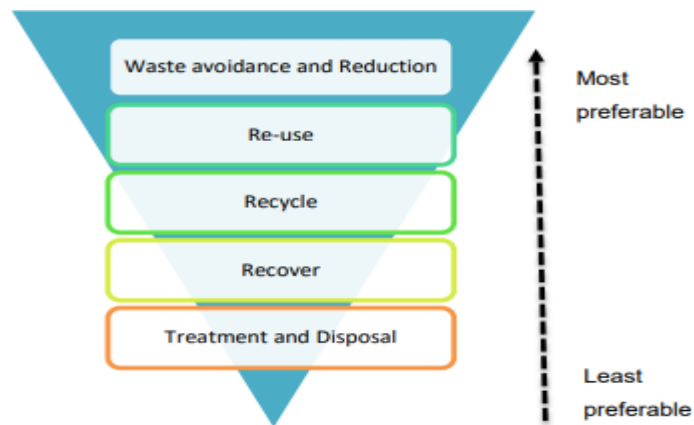 Waste avoidance and Reduction
Re-use
Recycle
Recover
Treatment and Disposal
Most
preferable
Least
preferable